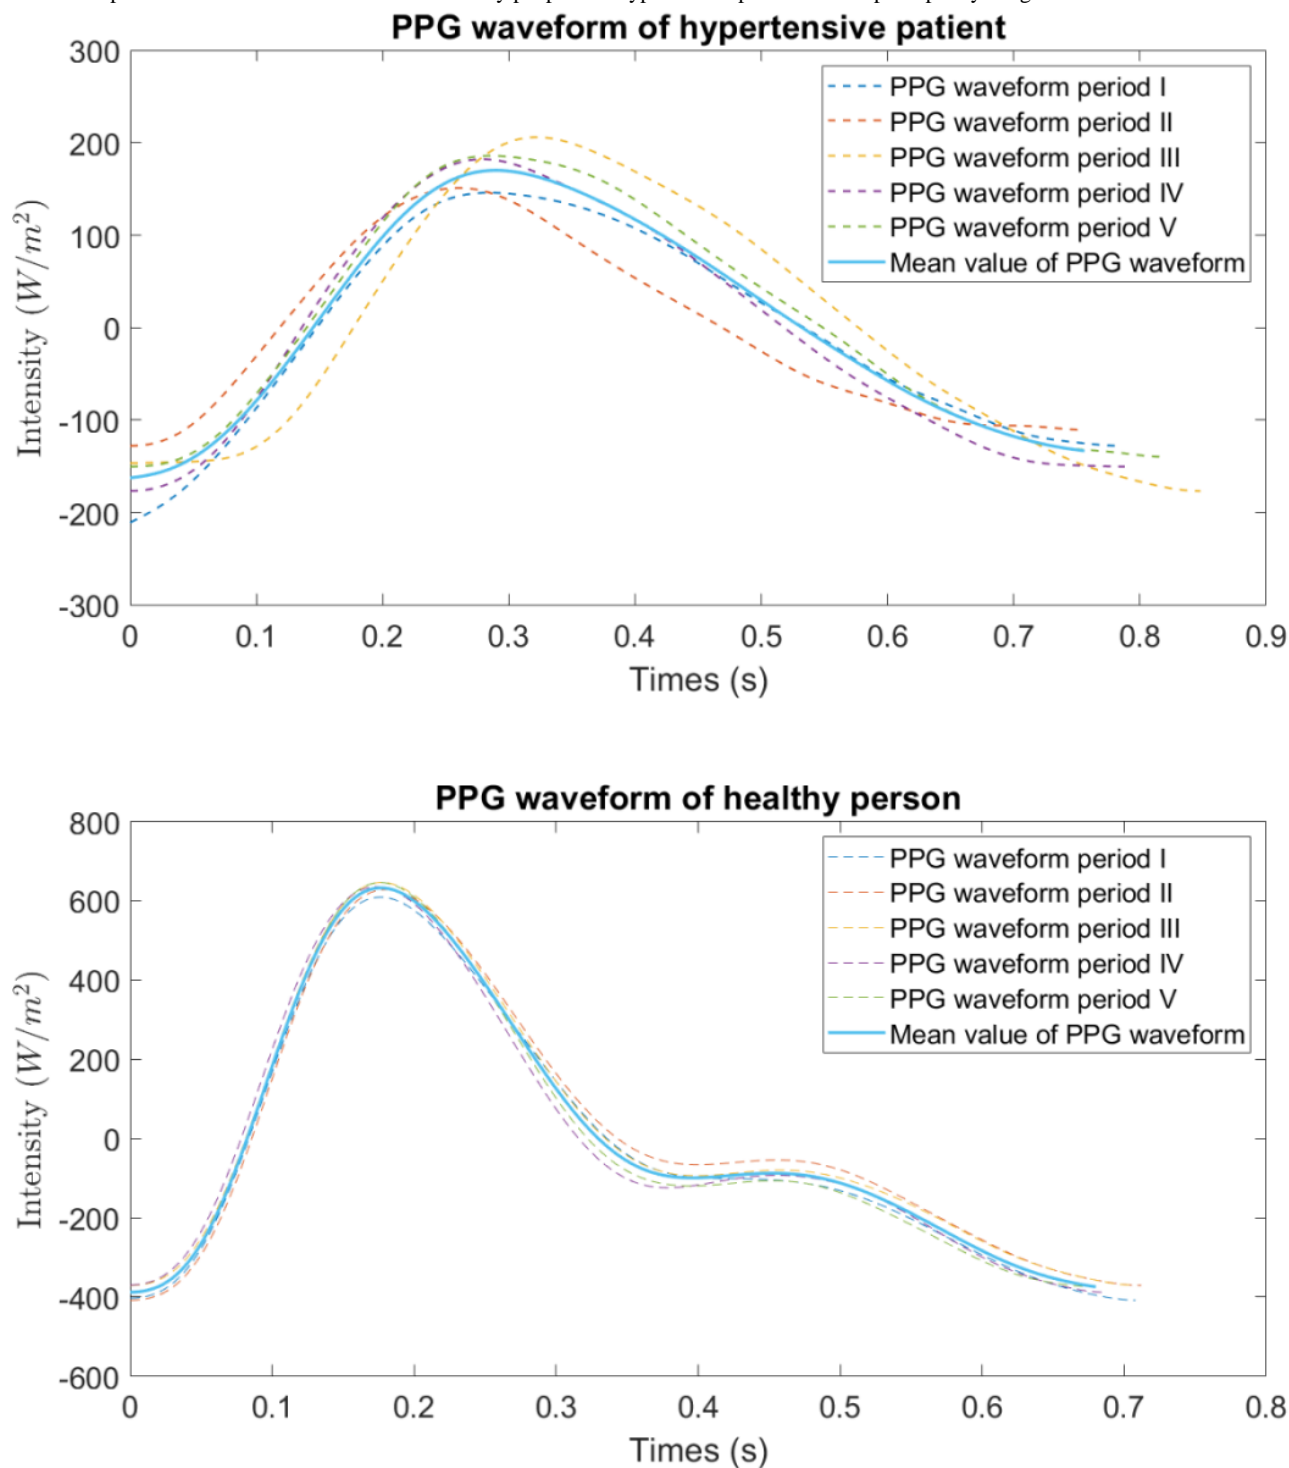 PPG waveform of hypertensive patient
300
200
100
0
-100
-200
-300
Intensity (W/m²)
PPG waveform period I
PPG waveform period II
PPG waveform period III
PPG waveform period IV
PPG waveform period V
Mean value of PPG waveform
0 0.1 0.2 0.3 0.4 0.5 0.6 0.7 0.8 0.9
Times (s)
PPG waveform of healthy person
800
600
400
200
0
-200
-400
-600
Intensity (W/m²)
PPG waveform period I
PPG waveform period II
PPG waveform period III
PPG waveform period IV
PPG waveform period V
Mean value of PPG waveform
0 0.1 0.2 0.3 0.4 0.5 0.6 0.7 0.8
Times (s)